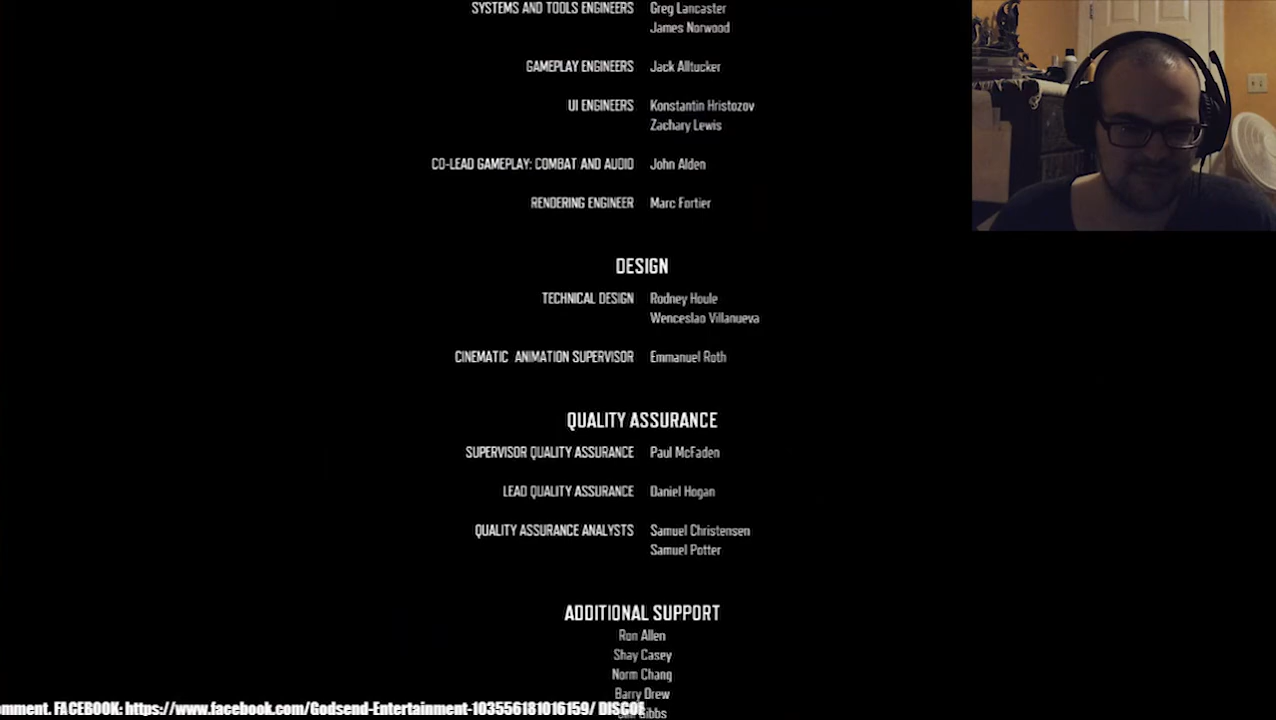 SYSTEMS AND TOOLS ENGINEERS Greg Lancaster
James Norwood
GAMEPLAY ENGINEERS Jack Alltucker
UI ENGINEERS Konstantin Hristozov
Zachary Lewis
CO-LEAD GAMEPLAY: COMBAT AND AUDIO John Alden
RENDERING ENGINEER Marc Fortier
DESIGN
TECHNICAL DESIGN Rodney Houle
Wenceslao Villanueva
CINEMATIC ANIMATION SUPERVISOR Emmanuel Roth
QUALITY ASSURANCE
SUPERVISOR QUALITY ASSURANCE Paul McFaden
LEAD QUALITY ASSURANCE Daniel Hogan
QUALITY ASSURANCE ANALYSTS Samuel Christensen
Samuel Potter
ADDITIONAL SUPPORT
Ron Allen
Shay Casey
Norm Chang
Barry Drew
omment. FACEBOOK: https://www.facebook.com/Godsend-Entertainment-103556181016159/ DISCO
Gibbs